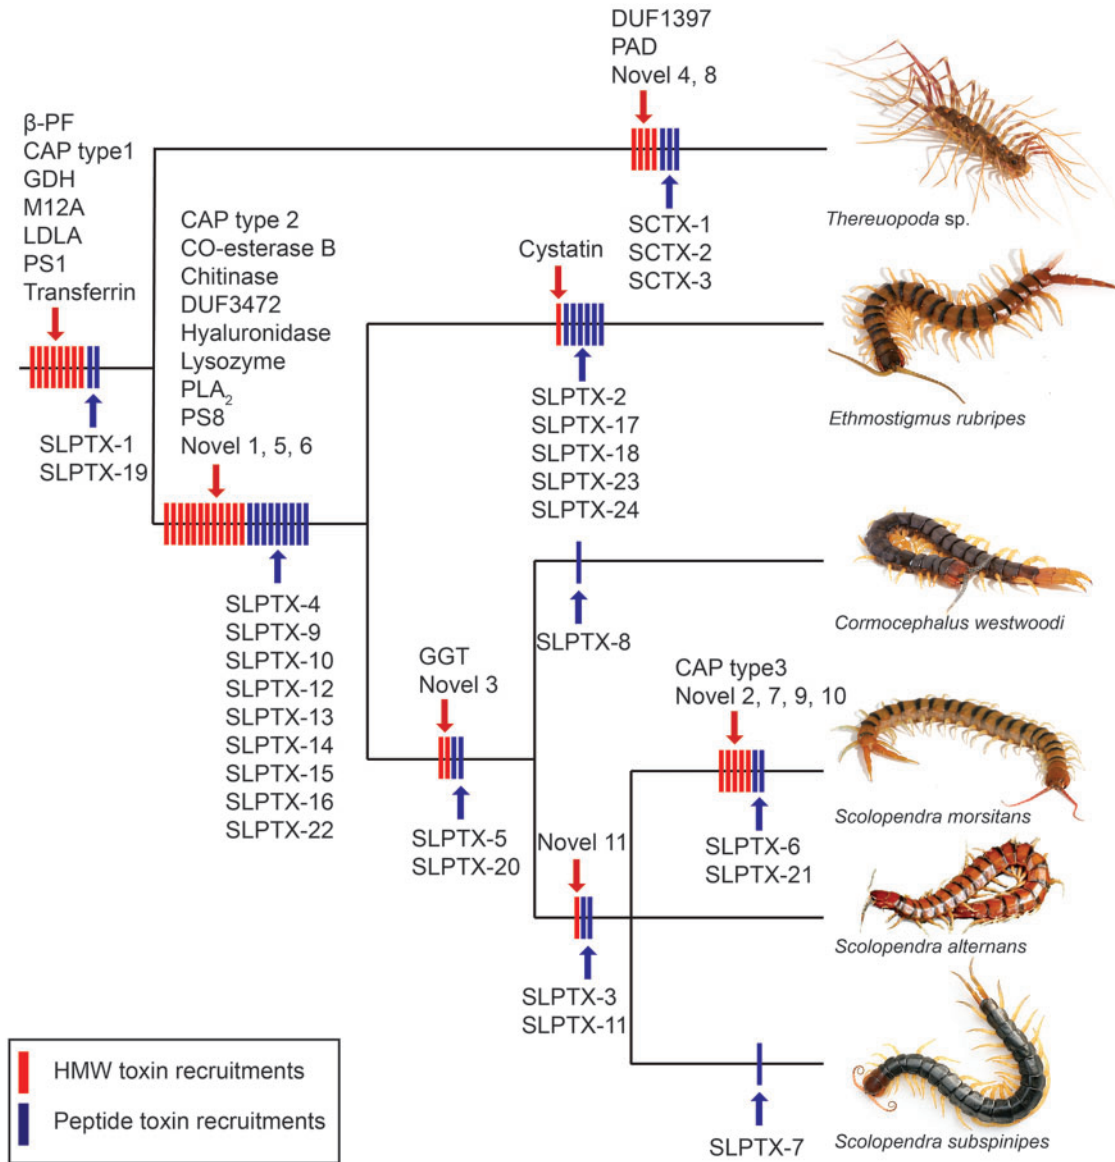 DUF1397
PAD
Novel 4, 8
β-PF
CAP type1
GDH
M12A
LDLA
PS1
Transferrin
SLPTX-1
SLPTX-19
CAP type 2
CO-esterase B
Chitinase
DUF3472
Hyaluronidase
Lysozyme
PLA2
PS8
Novel 1, 5, 6
SLPTX-4
SLPTX-9
SLPTX-10
SLPTX-12
SLPTX-13
SLPTX-14
SLPTX-15
SLPTX-16
SLPTX-22
SCTX-1
SCTX-2
SCTX-3
Thereuopoda sp.
Cystatin
SLPTX-2
SLPTX-17
SLPTX-18
SLPTX-23
SLPTX-24
Ethmostigmus rubripes
SLPTX-8
Cormocephalus westwoodi
GGT
Novel 3
SLPTX-5
SLPTX-20
CAP type3
Novel 2, 7, 9, 10
SLPTX-6
SLPTX-21
Scolopendra morsitans
Novel 11
SLPTX-3
SLPTX-11
Scolopendra alternans
SLPTX-7
Scolopendra subspinipes
HMW toxin recruitments
Peptide toxin recruitments